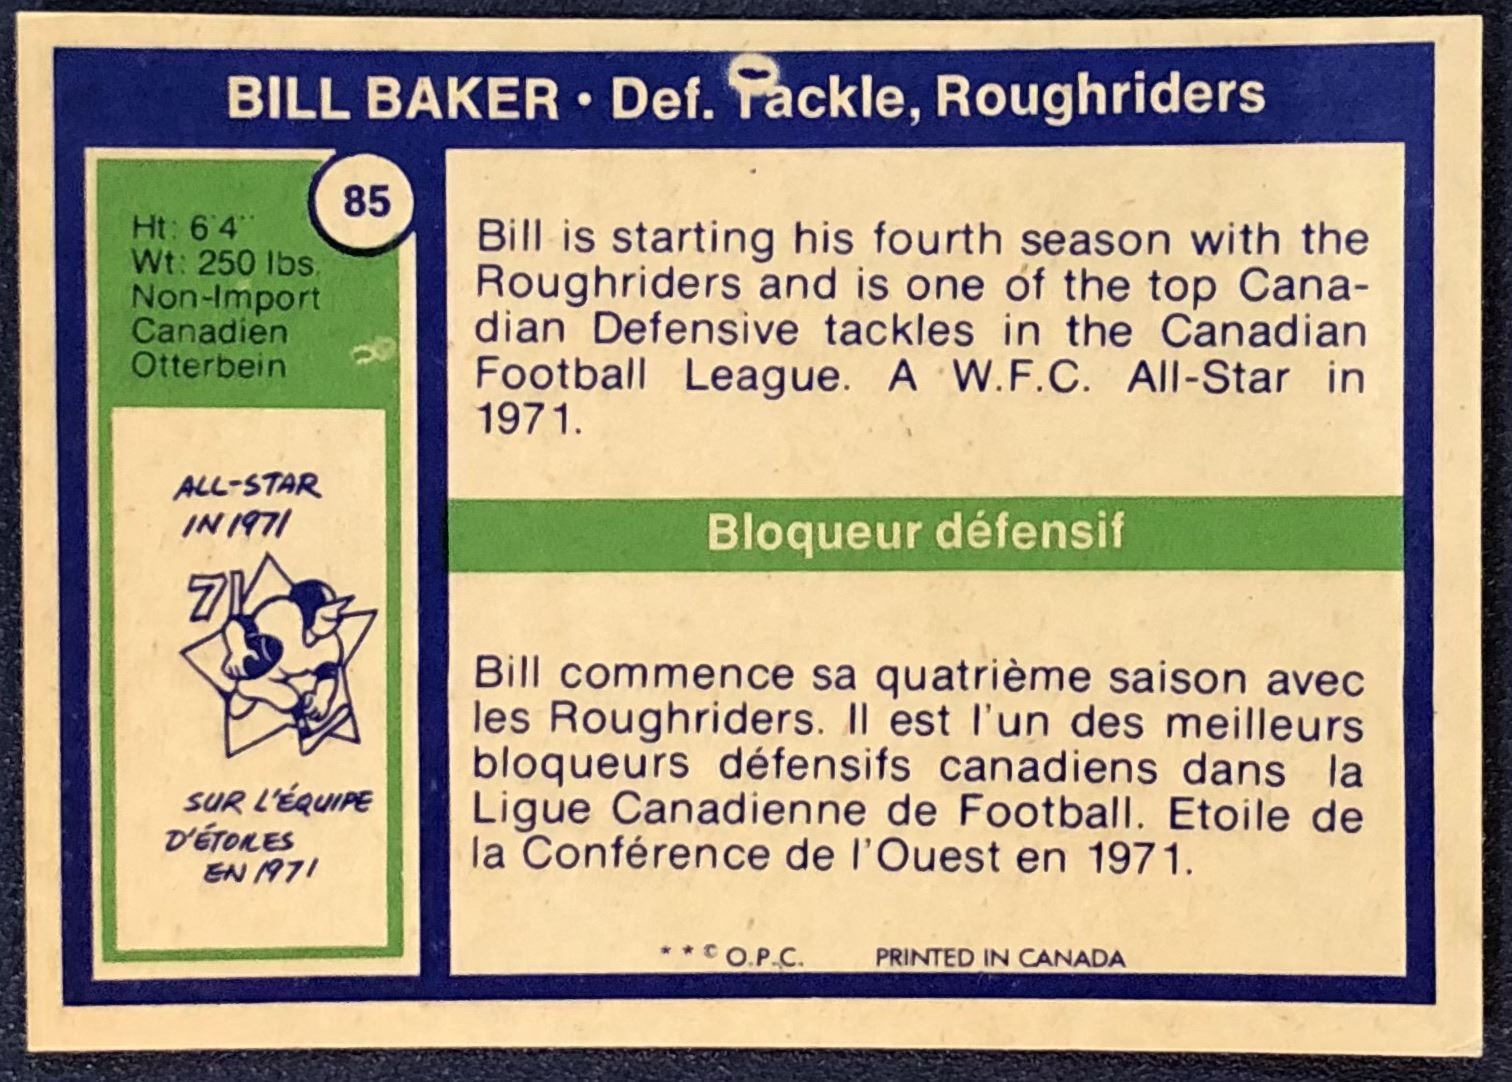 BILL BAKER • Def. Tackle, Roughriders
85
Ht: 6'4"
Wt: 250 lbs.
Non-Import
Canadien
Otterbein
ALL-STAR
IN 1971
71
SUR L'ÉQUIPE
D'ÉTOILES
EN 1971
Bill is starting his fourth season with the
Roughriders and is one of the top Cana-
dian Defensive tackles in the Canadian
Football League. A W.F.C. All-Star in
1971.
Bloqueur défensif
Bill commence sa quatrième saison avec
les Roughriders. Il est l'un des meilleurs
bloqueurs défensifs canadiens dans la
Ligue Canadienne de Football. Etoile de
la Conférence de l'Ouest en 1971.
* * © O.P.C. PRINTED IN CANADA